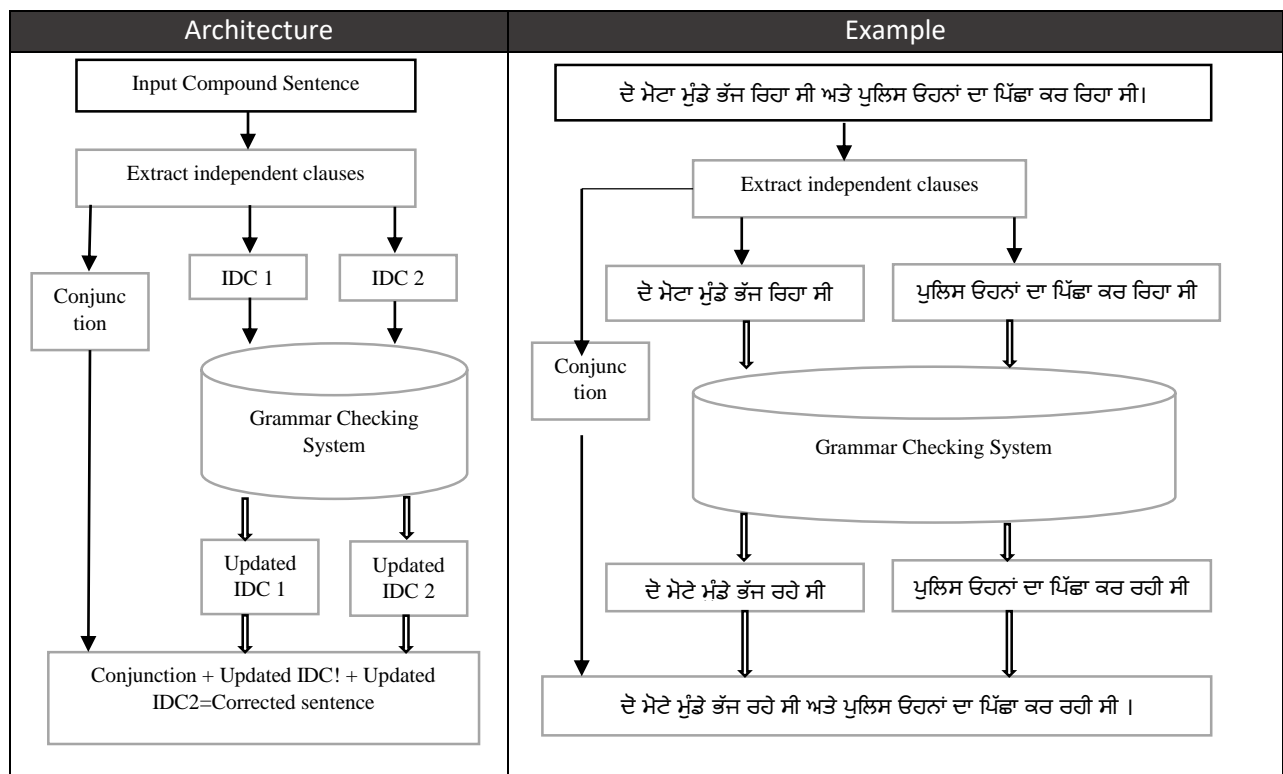 Architecture
Input Compound Sentence
Extract independent clauses
Conjunc
tion
IDC 1
IDC 2
Grammar Checking
System
Updated
IDC 1
Updated
IDC 2
Conjunction + Updated IDC! + Updated
IDC2=Corrected sentence
Example
ਦੋ ਮੋਟਾ ਮੁੰਡੇ ਭੱਜ ਰਿਹਾ ਸੀ ਅਤੇ ਪੁਲਿਸ ਓਹਨਾਂ ਦਾ ਪਿੱਛਾ ਕਰ ਰਿਹਾ ਸੀ।
Extract independent clauses
ਦੋ ਮੋਟਾ ਮੁੰਡੇ ਭੱਜ ਰਿਹਾ ਸੀ
ਪੁਲਿਸ ਓਹਨਾਂ ਦਾ ਪਿੱਛਾ ਕਰ ਰਿਹਾ ਸੀ
Conjunc
tion
Grammar Checking System
ਦੋ ਮੋਟੇ ਮੁੰਡੇ ਭੱਜ ਰਹੇ ਸੀ
ਪੁਲਿਸ ਓਹਨਾਂ ਦਾ ਪਿੱਛਾ ਕਰ ਰਹੀ ਸੀ
ਦੋ ਮੋਟੇ ਮੁੰਡੇ ਭੱਜ ਰਹੇ ਸੀ ਅਤੇ ਪੁਲਿਸ ਓਹਨਾਂ ਦਾ ਪਿੱਛਾ ਕਰ ਰਹੀ ਸੀ ।